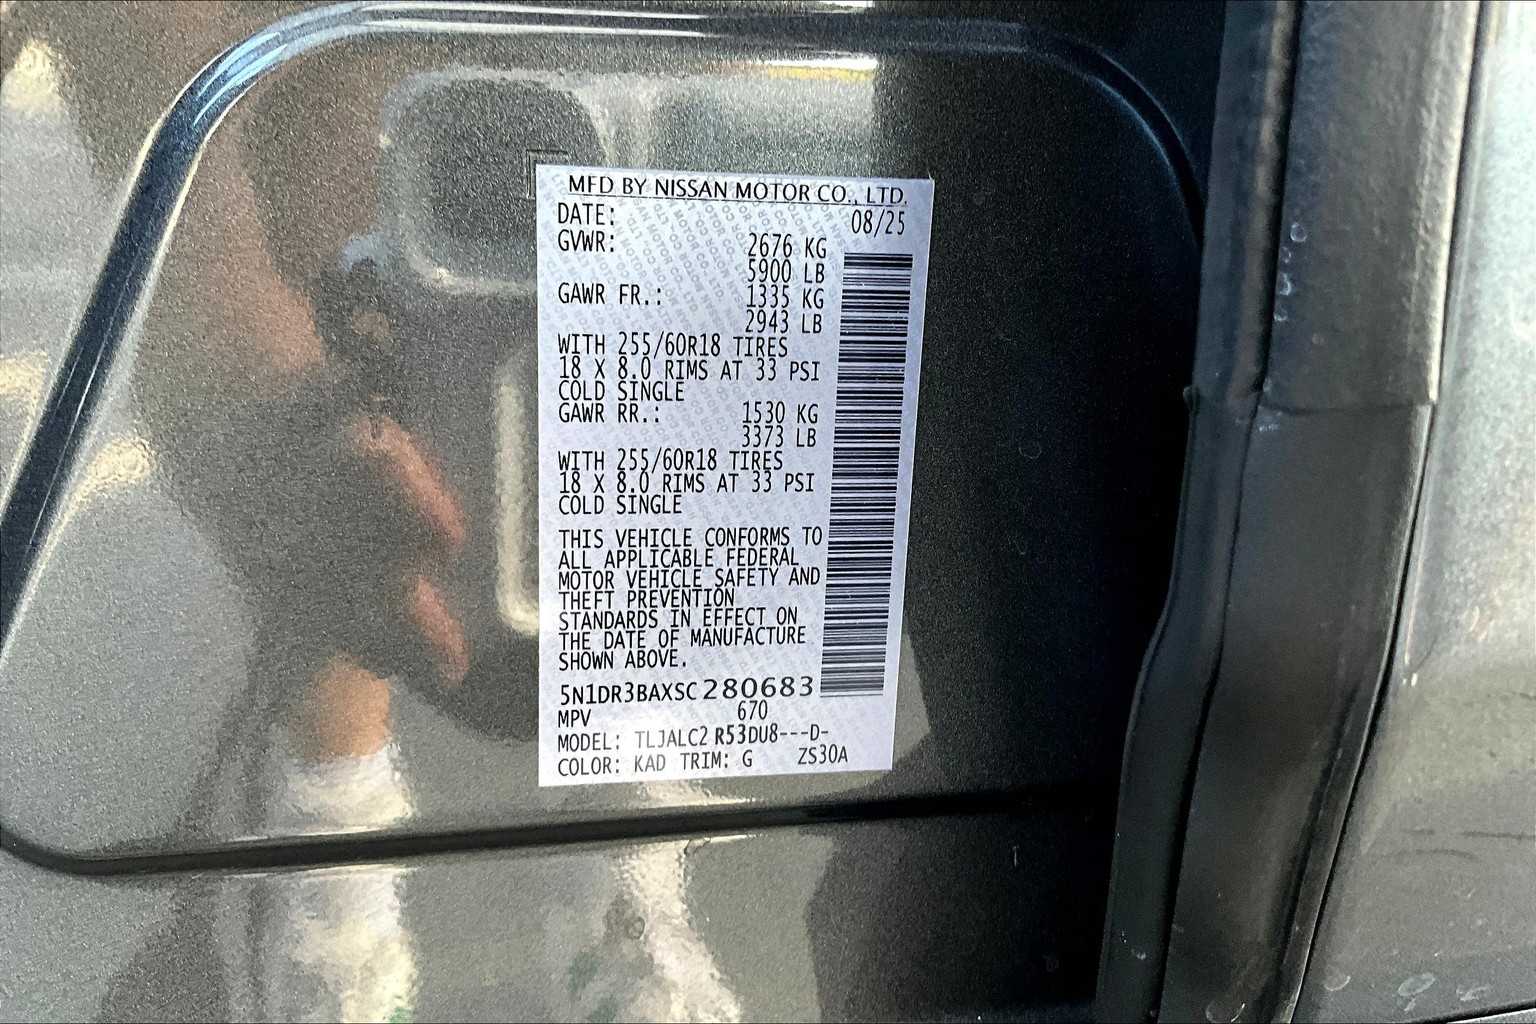 MFD BY NISSAN MOTOR CO., LTD.
DATE: 08/25
GVWR: 2676 KG
5900 LB
GAWR FR.: 1335 KG
2943 LB
WITH 255/60R18 TIRES
18 X 8.0 RIMS AT 33 PSI
COLD SINGLE
GAWR RR.: 1530 KG
3373 LB
WITH 255/60R18 TIRES
18 X 8.0 RIMS AT 33 PSI
COLD SINGLE
THIS VEHICLE CONFORMS TO
ALL APPLICABLE FEDERAL
MOTOR VEHICLE SAFETY AND
THEFT PREVENTION
STANDARDS IN EFFECT ON
THE DATE OF MANUFACTURE
SHOWN ABOVE.
5N1DR3BAXSC280683
MPV 670
MODEL: TLJALC2 R53DU8---D-
COLOR: KAD TRIM: G ZS30A